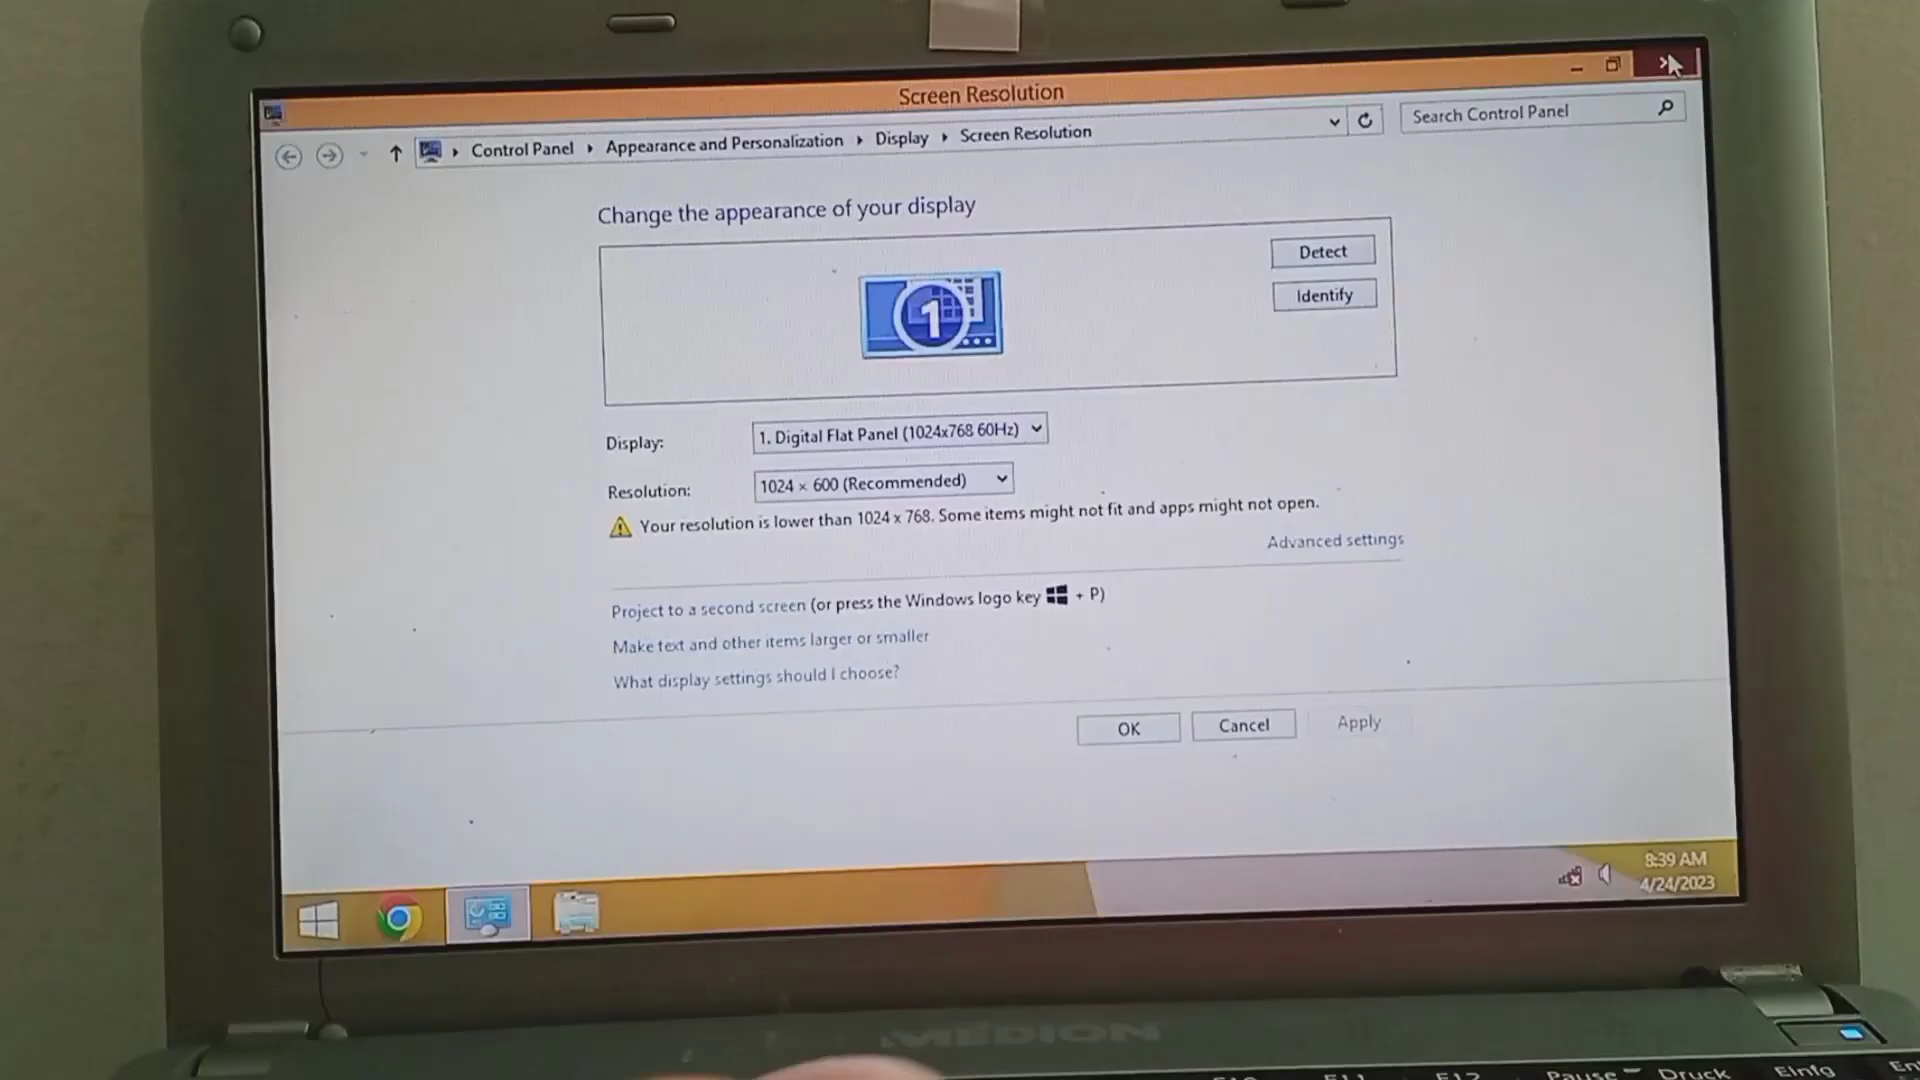 Screen Resolution
Control Panel Appearance and Personalization Display Screen Resolution
Search Control Panel
Change the appearance of your display
Detect
1
Identify
Display: 1. Digital Flat Panel (1024x768 60Hz)
Resolution: 1024 × 600 (Recommended)
Your resolution is lower than 1024 x 768. Some items might not fit and apps might not open.
Advanced settings
Project to a second screen (or press the Windows logo key + P)
Make text and other items larger or smaller
What display settings should I choose?
OK Cancel Apply
8:39 AM
4/24/2023
MEDION
F10 F11 F12 Pause Druck Einfg